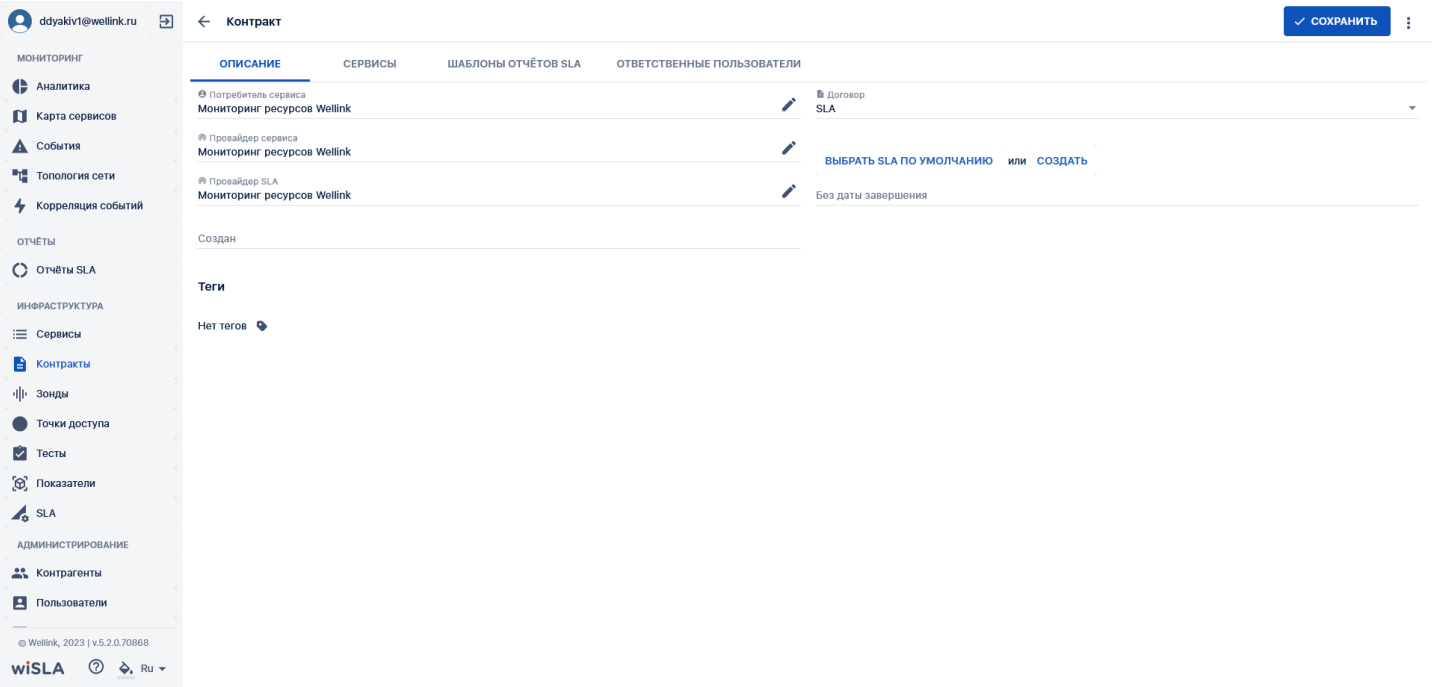 ddyakiv1@wellink.ru
МОНИТОРИНГ
Аналитика
Карта сервисов
События
Топология сети
Корреляция событий
ОТЧЁТЫ
Отчёты SLA
ИНФРАСТРУКТУРА
Сервисы
Контракты
Зонды
Точки доступа
Тесты
Показатели
SLA
АДМИНИСТРИРОВАНИЕ
Контрагенты
Пользователи
© Wellink, 2023 | v.5.2.0.70868
wiSLA
Ru
Контракт
СОХРАНИТЬ
ОПИСАНИЕ СЕРВИСЫ ШАБЛОНЫ ОТЧЁТОВ SLA ОТВЕТСТВЕННЫЕ ПОЛЬЗОВАТЕЛИ
Потребитель сервиса
Мониторинг ресурсов Wellink
Провайдер сервиса
Мониторинг ресурсов Wellink
Провайдер SLA
Мониторинг ресурсов Wellink
Создан
Договор
SLA
ВЫБРАТЬ SLA ПО УМОЛЧАНИЮ или СОЗДАТЬ
Без даты завершения
Теги
Нет тегов